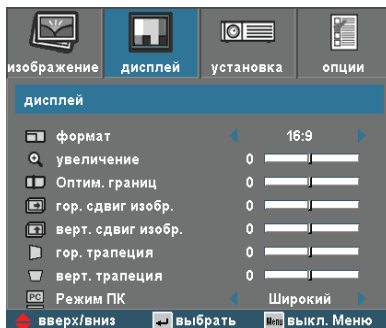 изображение дисплей установка опции
дисплей
формат 16:9
увеличение 0
Оптим. границ 0
гор. сдвиг изобр. 0
верт. сдвиг изобр. 0
гор. трапеция 0
верт. трапеция 0
PC Режим ПК Широкий
вверх/вниз выбрать Menu выкл. Меню